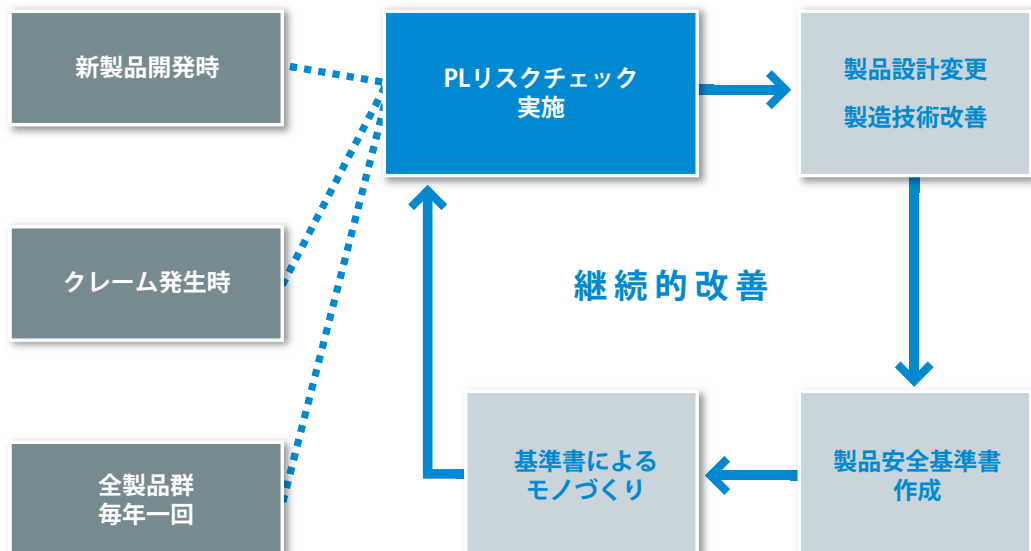 新製品開発時
PLリスクチェック
実施
製品設計変更
製造技術改善
クレーム発生時
継続的改善
全製品群
毎年一回
基準書による
モノづくり
製品安全基準書
作成